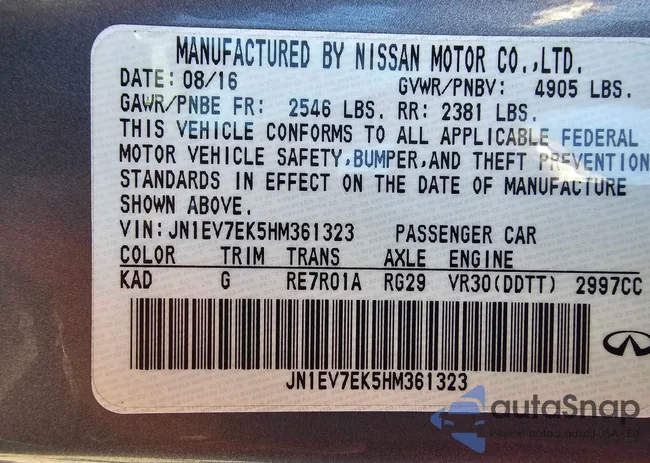 MANUFACTURED BY NISSAN MOTOR CO.,LTD.
DATE: 08/16 GVWR/PNBV: 4905 LBS.
GAWR/PNBE FR: 2546 LBS. RR: 2381 LBS.
THIS VEHICLE CONFORMS TO ALL APPLICABLE FEDERAL
MOTOR VEHICLE SAFETY,BUMPER,AND THEFT PREVENTION
STANDARDS IN EFFECT ON THE DATE OF MANUFACTURE
SHOWN ABOVE.
VIN: JN1EV7EK5HM361323 PASSENGER CAR
COLOR TRIM TRANS AXLE ENGINE
KAD G RE7R01A RG29 VR30(DDTT) 2997CC
JN1EV7EK5HM361323
autoSnap